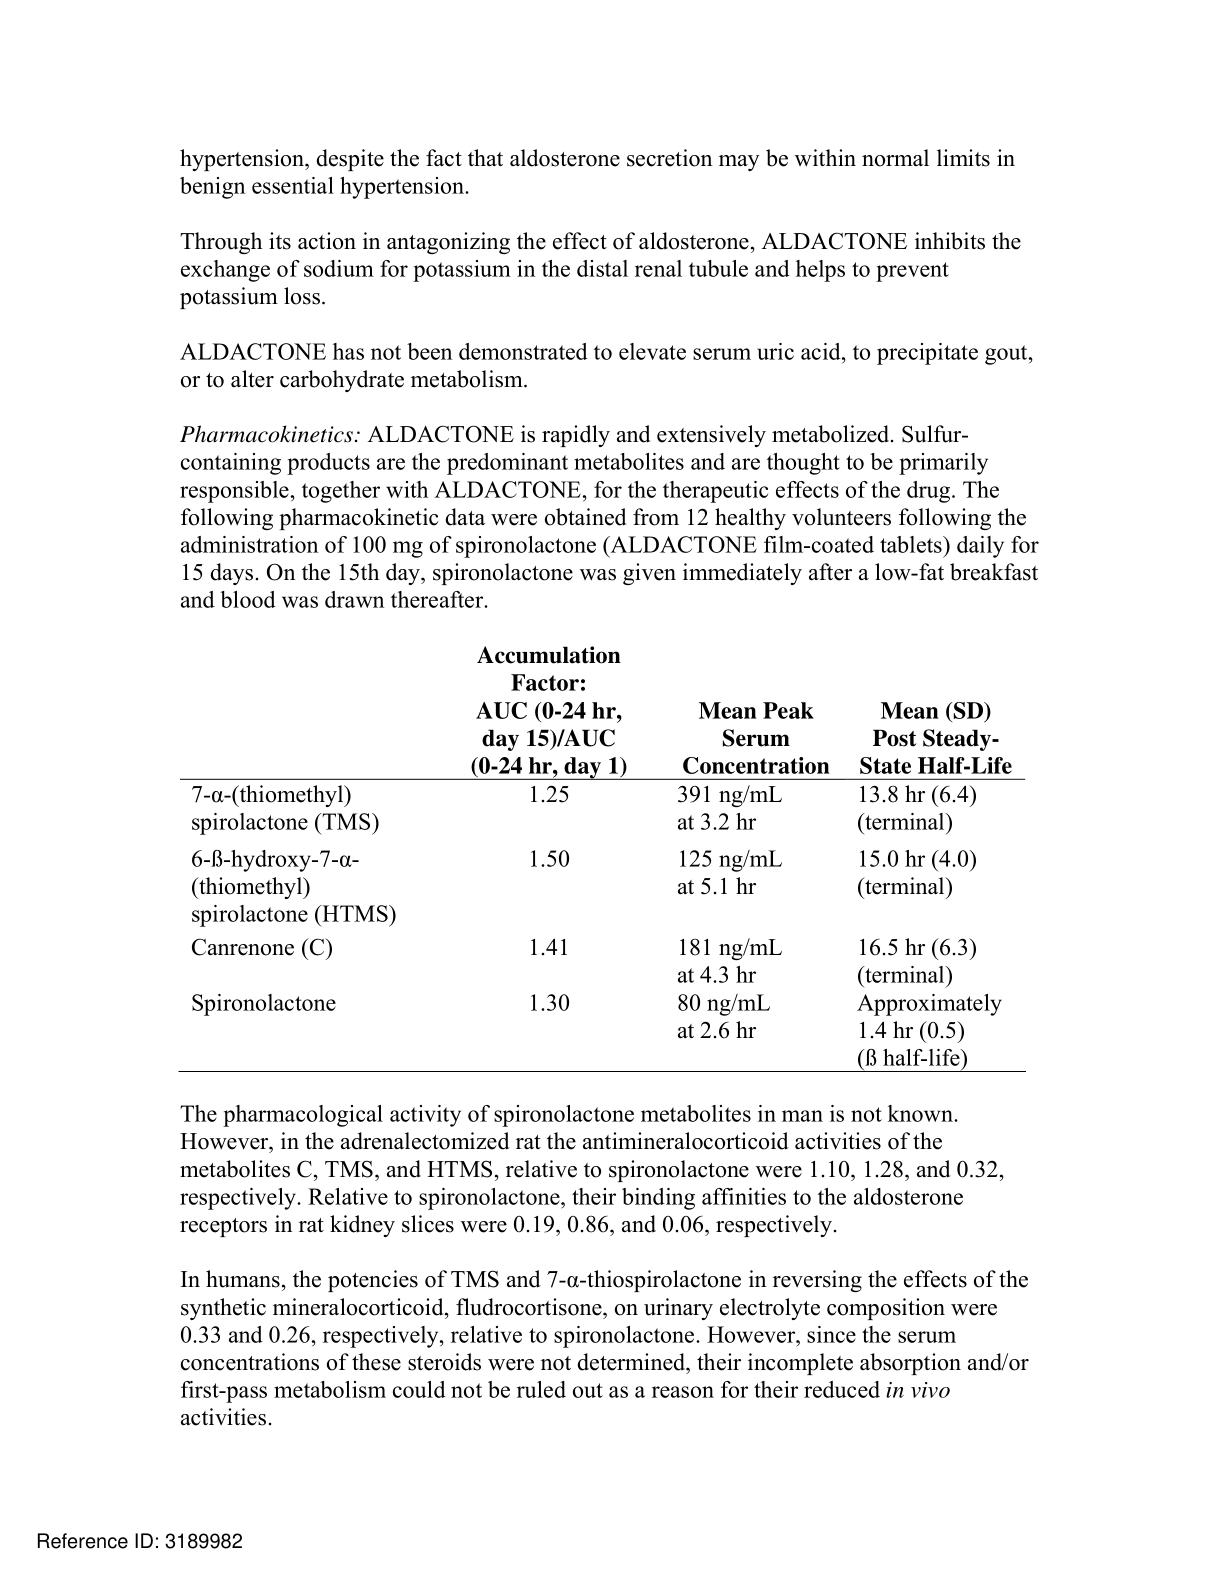 hypertension, despite the fact that aldosterone secretion may be within normal limits in
benign essential hypertension.
Through its action in antagonizing the effect of aldosterone, ALDACTONE inhibits the
exchange of sodium for potassium in the distal renal tubule and helps to prevent
potassium loss.
ALDACTONE has not been demonstrated to elevate serum uric acid, to precipitate gout,
or to alter carbohydrate metabolism.
Pharmacokinetics: ALDACTONE is rapidly and extensively metabolized. Sulfur-
containing products are the predominant metabolites and are thought to be primarily
responsible, together with ALDACTONE, for the therapeutic effects of the drug. The
following pharmacokinetic data were obtained from 12 healthy volunteers following the
administration of 100 mg of spironolactone (ALDACTONE film-coated tablets) daily for
15 days. On the 15th day, spironolactone was given immediately after a low-fat breakfast
and blood was drawn thereafter.
Accumulation
Factor:
AUC (0-24 hr, Mean Peak Mean (SD)
day 15)/AUC Serum Post Steady-
(0-24 hr, day 1) Concentration State Half-Life
7-α-(thiomethyl) 1.25 391 ng/mL 13.8 hr (6.4)
spirolactone (TMS) at 3.2 hr (terminal)
6-ß-hydroxy-7-α- 1.50 125 ng/mL 15.0 hr (4.0)
(thiomethyl) at 5.1 hr (terminal)
spirolactone (HTMS)
Canrenone (C) 1.41 181 ng/mL 16.5 hr (6.3)
at 4.3 hr (terminal)
Spironolactone 1.30 80 ng/mL Approximately
at 2.6 hr 1.4 hr (0.5)
(ß half-life)
The pharmacological activity of spironolactone metabolites in man is not known.
However, in the adrenalectomized rat the antimineralocorticoid activities of the
metabolites C, TMS, and HTMS, relative to spironolactone were 1.10, 1.28, and 0.32,
respectively. Relative to spironolactone, their binding affinities to the aldosterone
receptors in rat kidney slices were 0.19, 0.86, and 0.06, respectively.
In humans, the potencies of TMS and 7-α-thiospirolactone in reversing the effects of the
synthetic mineralocorticoid, fludrocortisone, on urinary electrolyte composition were
0.33 and 0.26, respectively, relative to spironolactone. However, since the serum
concentrations of these steroids were not determined, their incomplete absorption and/or
first-pass metabolism could not be ruled out as a reason for their reduced in vivo
activities.
Reference ID: 3189982